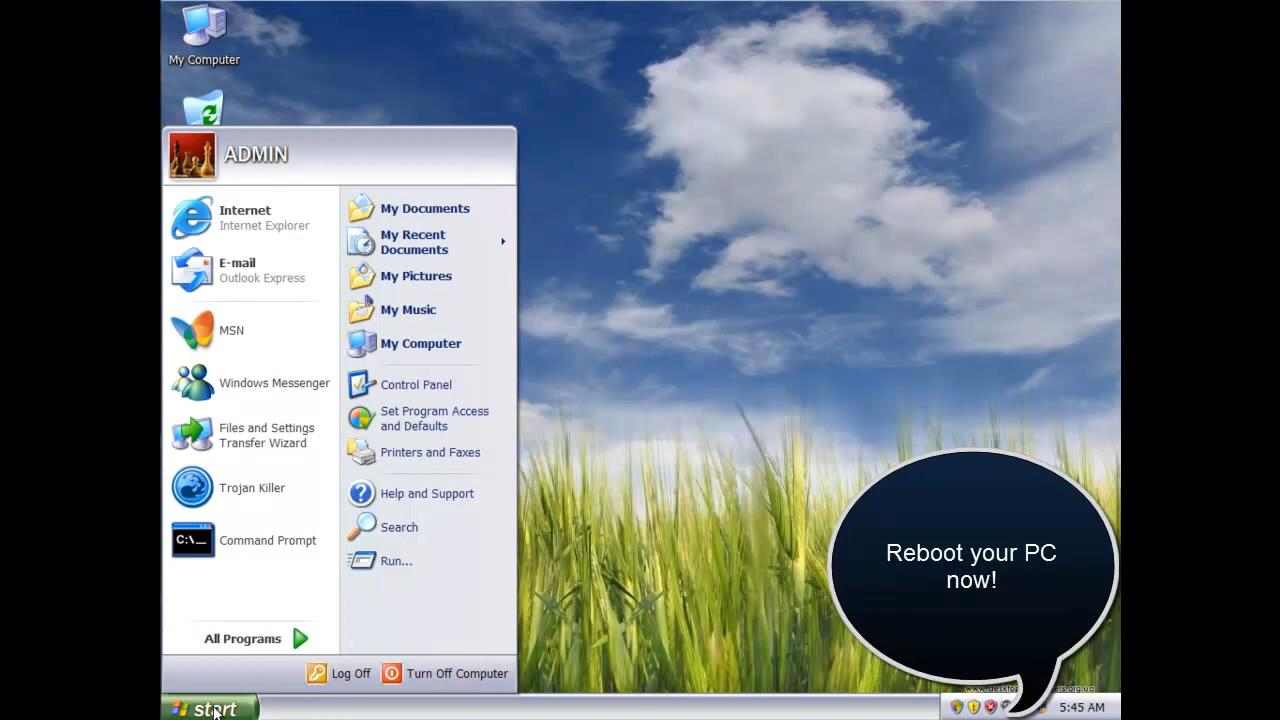 My Computer
ADMIN
Internet
Internet Explorer
E-mail
Outlook Express
MSN
Windows Messenger
Files and Settings
Transfer Wizard
Trojan Killer
C:\_
Command Prompt
All Programs
My Documents
My Recent
Documents
My Pictures
My Music
My Computer
Control Panel
Set Program Access
and Defaults
Printers and Faxes
Help and Support
Search
Run...
Log Off
Turn Off Computer
start
Reboot your PC
now!
5:45 AM